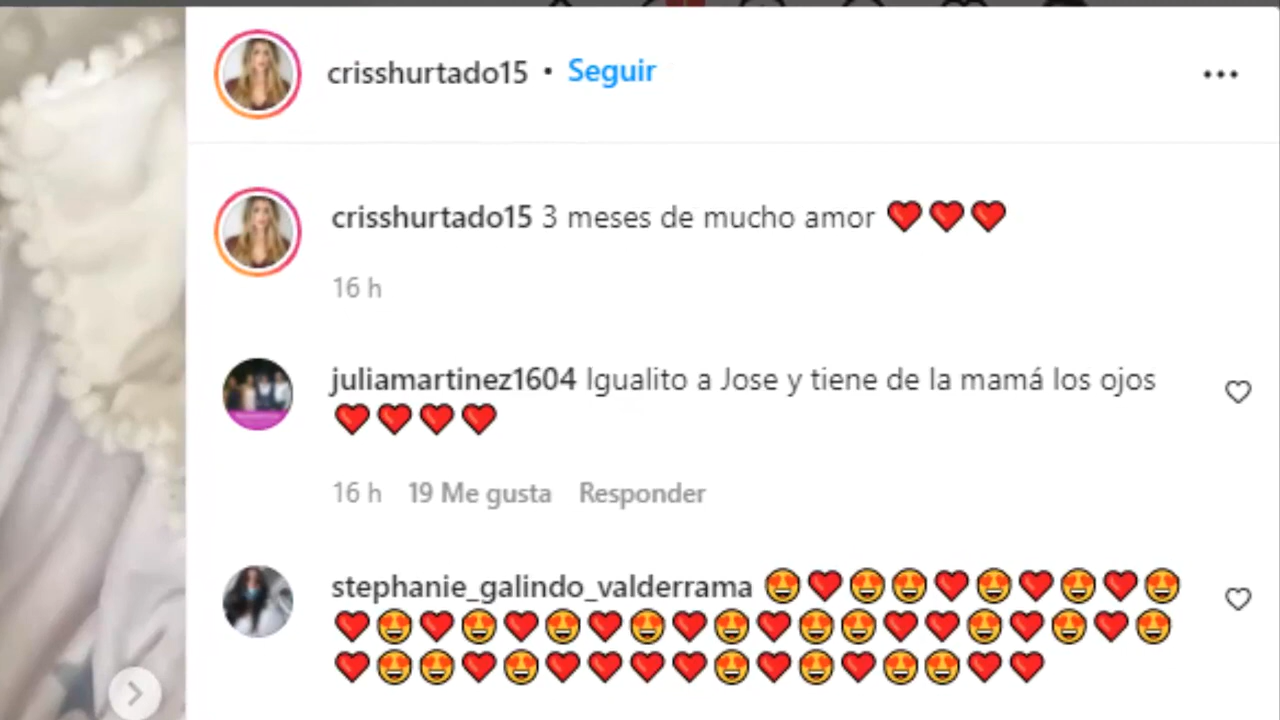 crisshurtado15 • Seguir
crisshurtado15 3 meses de mucho amor ❤️❤️❤️
16 h
juliamartinez1604 Igualito a Jose y tiene de la mamá los ojos
❤️❤️❤️❤️
16 h 19 Me gusta Responder
stephanie_galindo_valderrama 😍❤️😍😍❤️😍❤️😍❤️😍
❤️😍❤️😍❤️😍❤️😍❤️😍❤️😍😍❤️❤️😍❤️😍❤️😍
❤️😍😍❤️😍❤️❤️❤️❤️😍❤️😍❤️😍😍❤️❤️